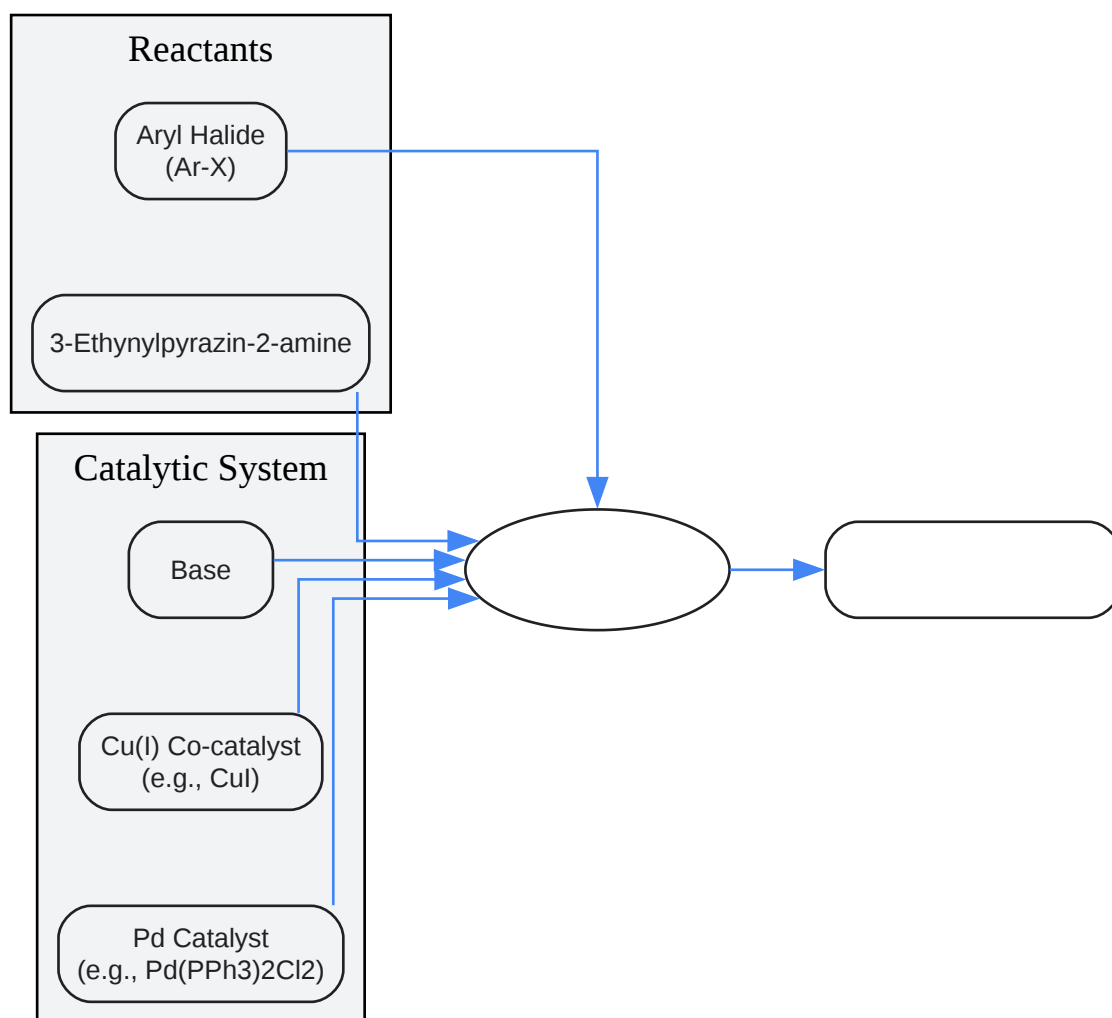 Reactants
Aryl Halide
(Ar-X)
3-Ethynylpyrazin-2-amine
Catalytic System
Base
Cu(I) Co-catalyst
(e.g., CuI)
Pd Catalyst
(e.g., Pd(PPh3)2Cl2)